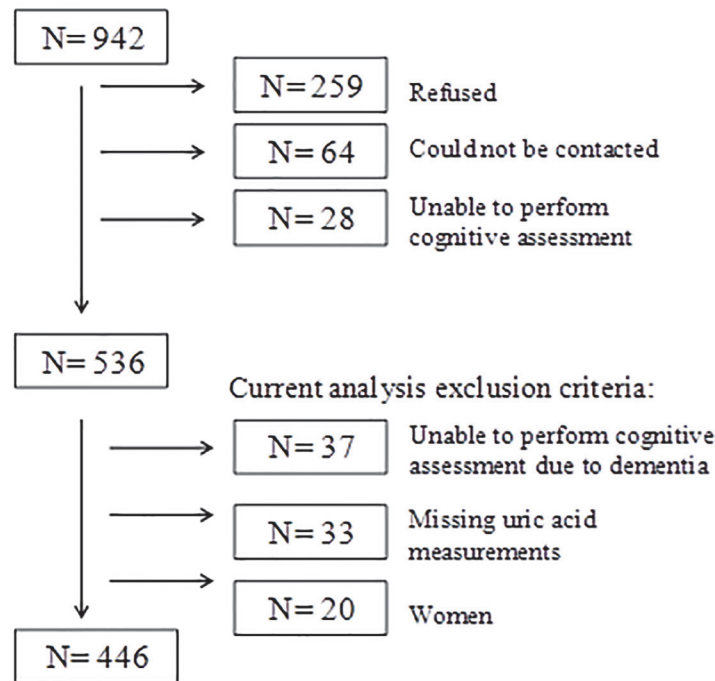 N= 942
N=259
Refused
N= 64
Could not be contacted
N= 28
Unable to perform
cognitive assessment
N= 536
Current analysis exclusion criteria:
N= 37
Unable to perform cognitive
assessment due to dementia
N= 33
Missing uric acid
measurements
N= 20
Women
N= 446